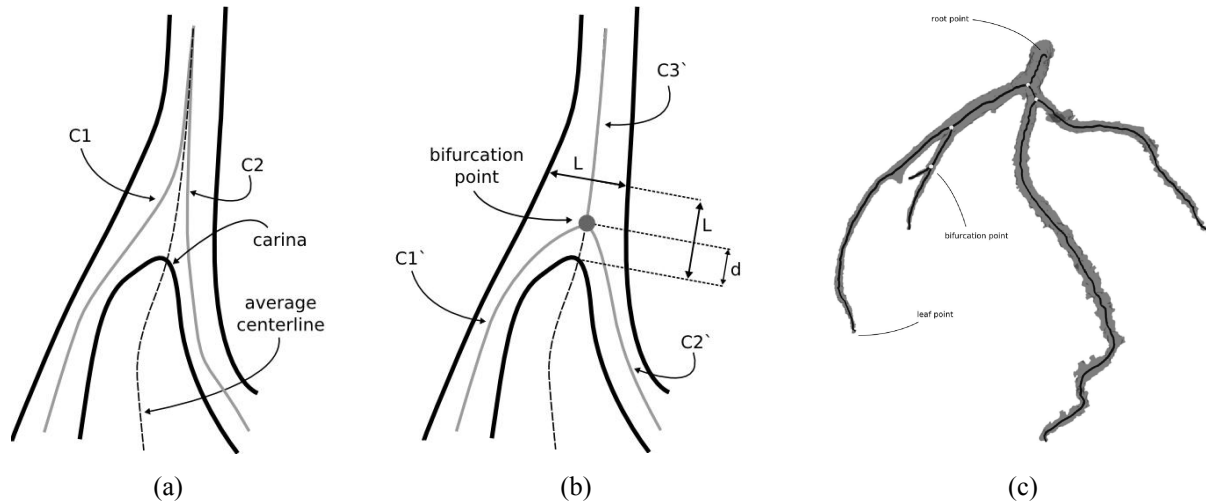 C1
C2
carina
average
centerline
(a)
C3`
bifurcation
point
L
L
d
C1`
C2`
(b)
root point
bifurcation point
leaf point
(c)